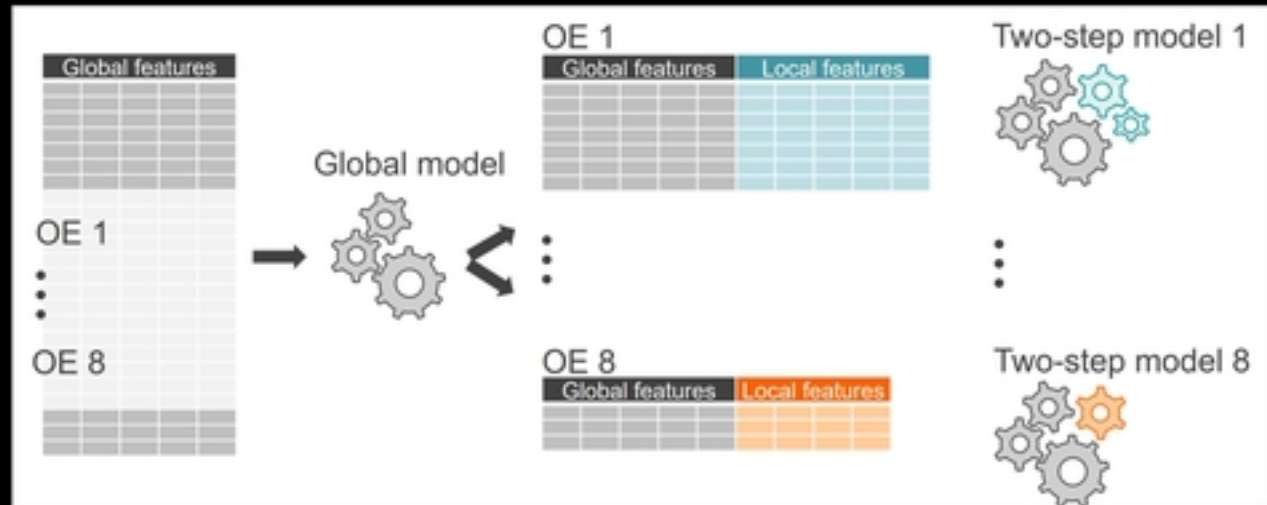 Global features
OE 1
OE 8
Global model
OE 1
Global features Local features
OE 8
Global features Local features
Two-step model 1
Two-step model 8